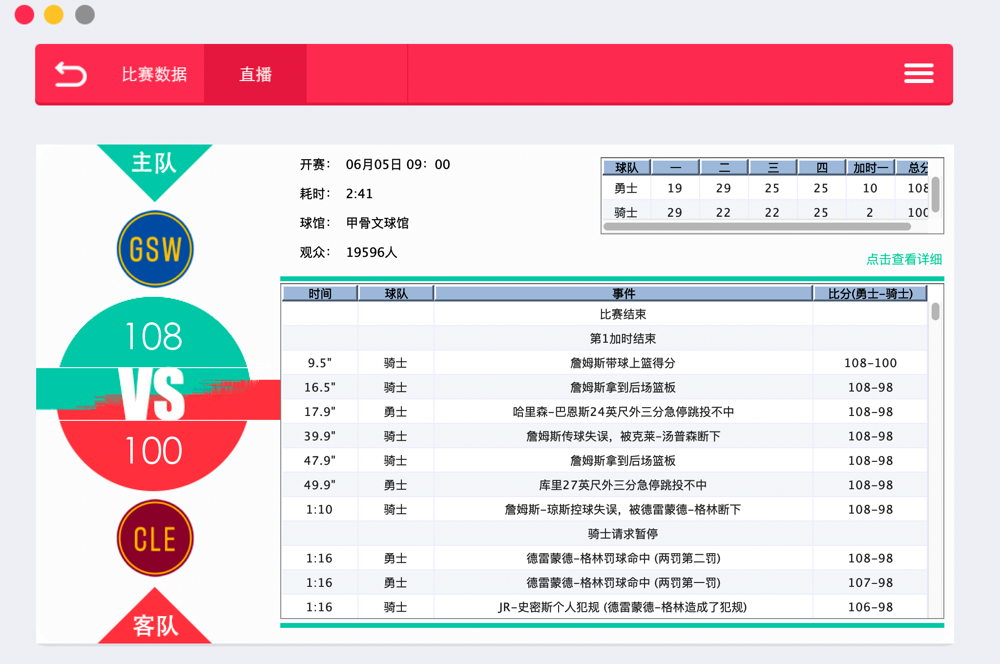 比赛数据 直播
主队
GSW
108
VS
100
CLE
客队
开赛： 06月05日 09：00
耗时： 2:41
球馆： 甲骨文球馆
观众： 19596人
球队 一 二 三 四 加时一 总分
勇士 19 29 25 25 10 108
骑士 29 22 22 25 2 100
点击查看详细
时间 球队 事件 比分(勇士-骑士)
比赛结束
第1加时结束
9.5" 骑士 詹姆斯带球上篮得分 108-100
16.5" 骑士 詹姆斯拿到后场篮板 108-98
17.9" 勇士 哈里森-巴恩斯24英尺外三分急停跳投不中 108-98
39.9" 骑士 詹姆斯传球失误，被克莱-汤普森断下 108-98
47.9" 骑士 詹姆斯拿到后场篮板 108-98
49.9" 勇士 库里27英尺外三分急停跳投不中 108-98
1:10 骑士 詹姆斯-琼斯控球失误，被德雷蒙德-格林断下 108-98
骑士请求暂停
1:16 勇士 德雷蒙德-格林罚球命中 (两罚第二罚) 108-98
1:16 勇士 德雷蒙德-格林罚球命中 (两罚第一罚) 107-98
1:16 骑士 JR-史密斯个人犯规 (德雷蒙德-格林造成了犯规) 106-98